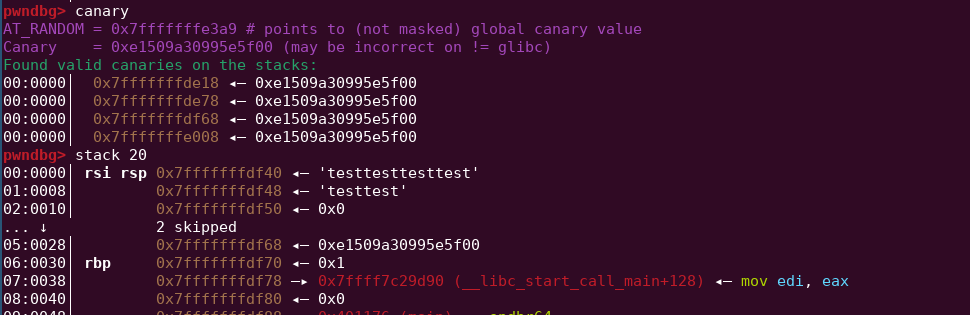 pwndbg> canary
AT_RANDOM = 0x7fffffffe3a9 # points to (not masked) global canary value
Canary    = 0xe1509a30995e5f00 (may be incorrect on != glibc)
Found valid canaries on the stacks:
00:0000│  0x7fffffffde18 ◂— 0xe1509a30995e5f00
00:0000│  0x7fffffffde78 ◂— 0xe1509a30995e5f00
00:0000│  0x7fffffffdf68 ◂— 0xe1509a30995e5f00
00:0000│  0x7fffffffe008 ◂— 0xe1509a30995e5f00
pwndbg> stack 20
00:0000│ rsi rsp 0x7fffffffdf40 ◂— 'testtesttesttest'
01:0008│         0x7fffffffdf48 ◂— 'testtest'
02:0010│         0x7fffffffdf50 ◂— 0x0
... ↓            2 skipped
05:0028│         0x7fffffffdf68 ◂— 0xe1509a30995e5f00
06:0030│ rbp     0x7fffffffdf70 ◂— 0x1
07:0038│         0x7fffffffdf78 —▸ 0x7ffff7c29d90 (__libc_start_call_main+128) ◂— mov edi, eax
08:0040│         0x7fffffffdf80 ◂— 0x0